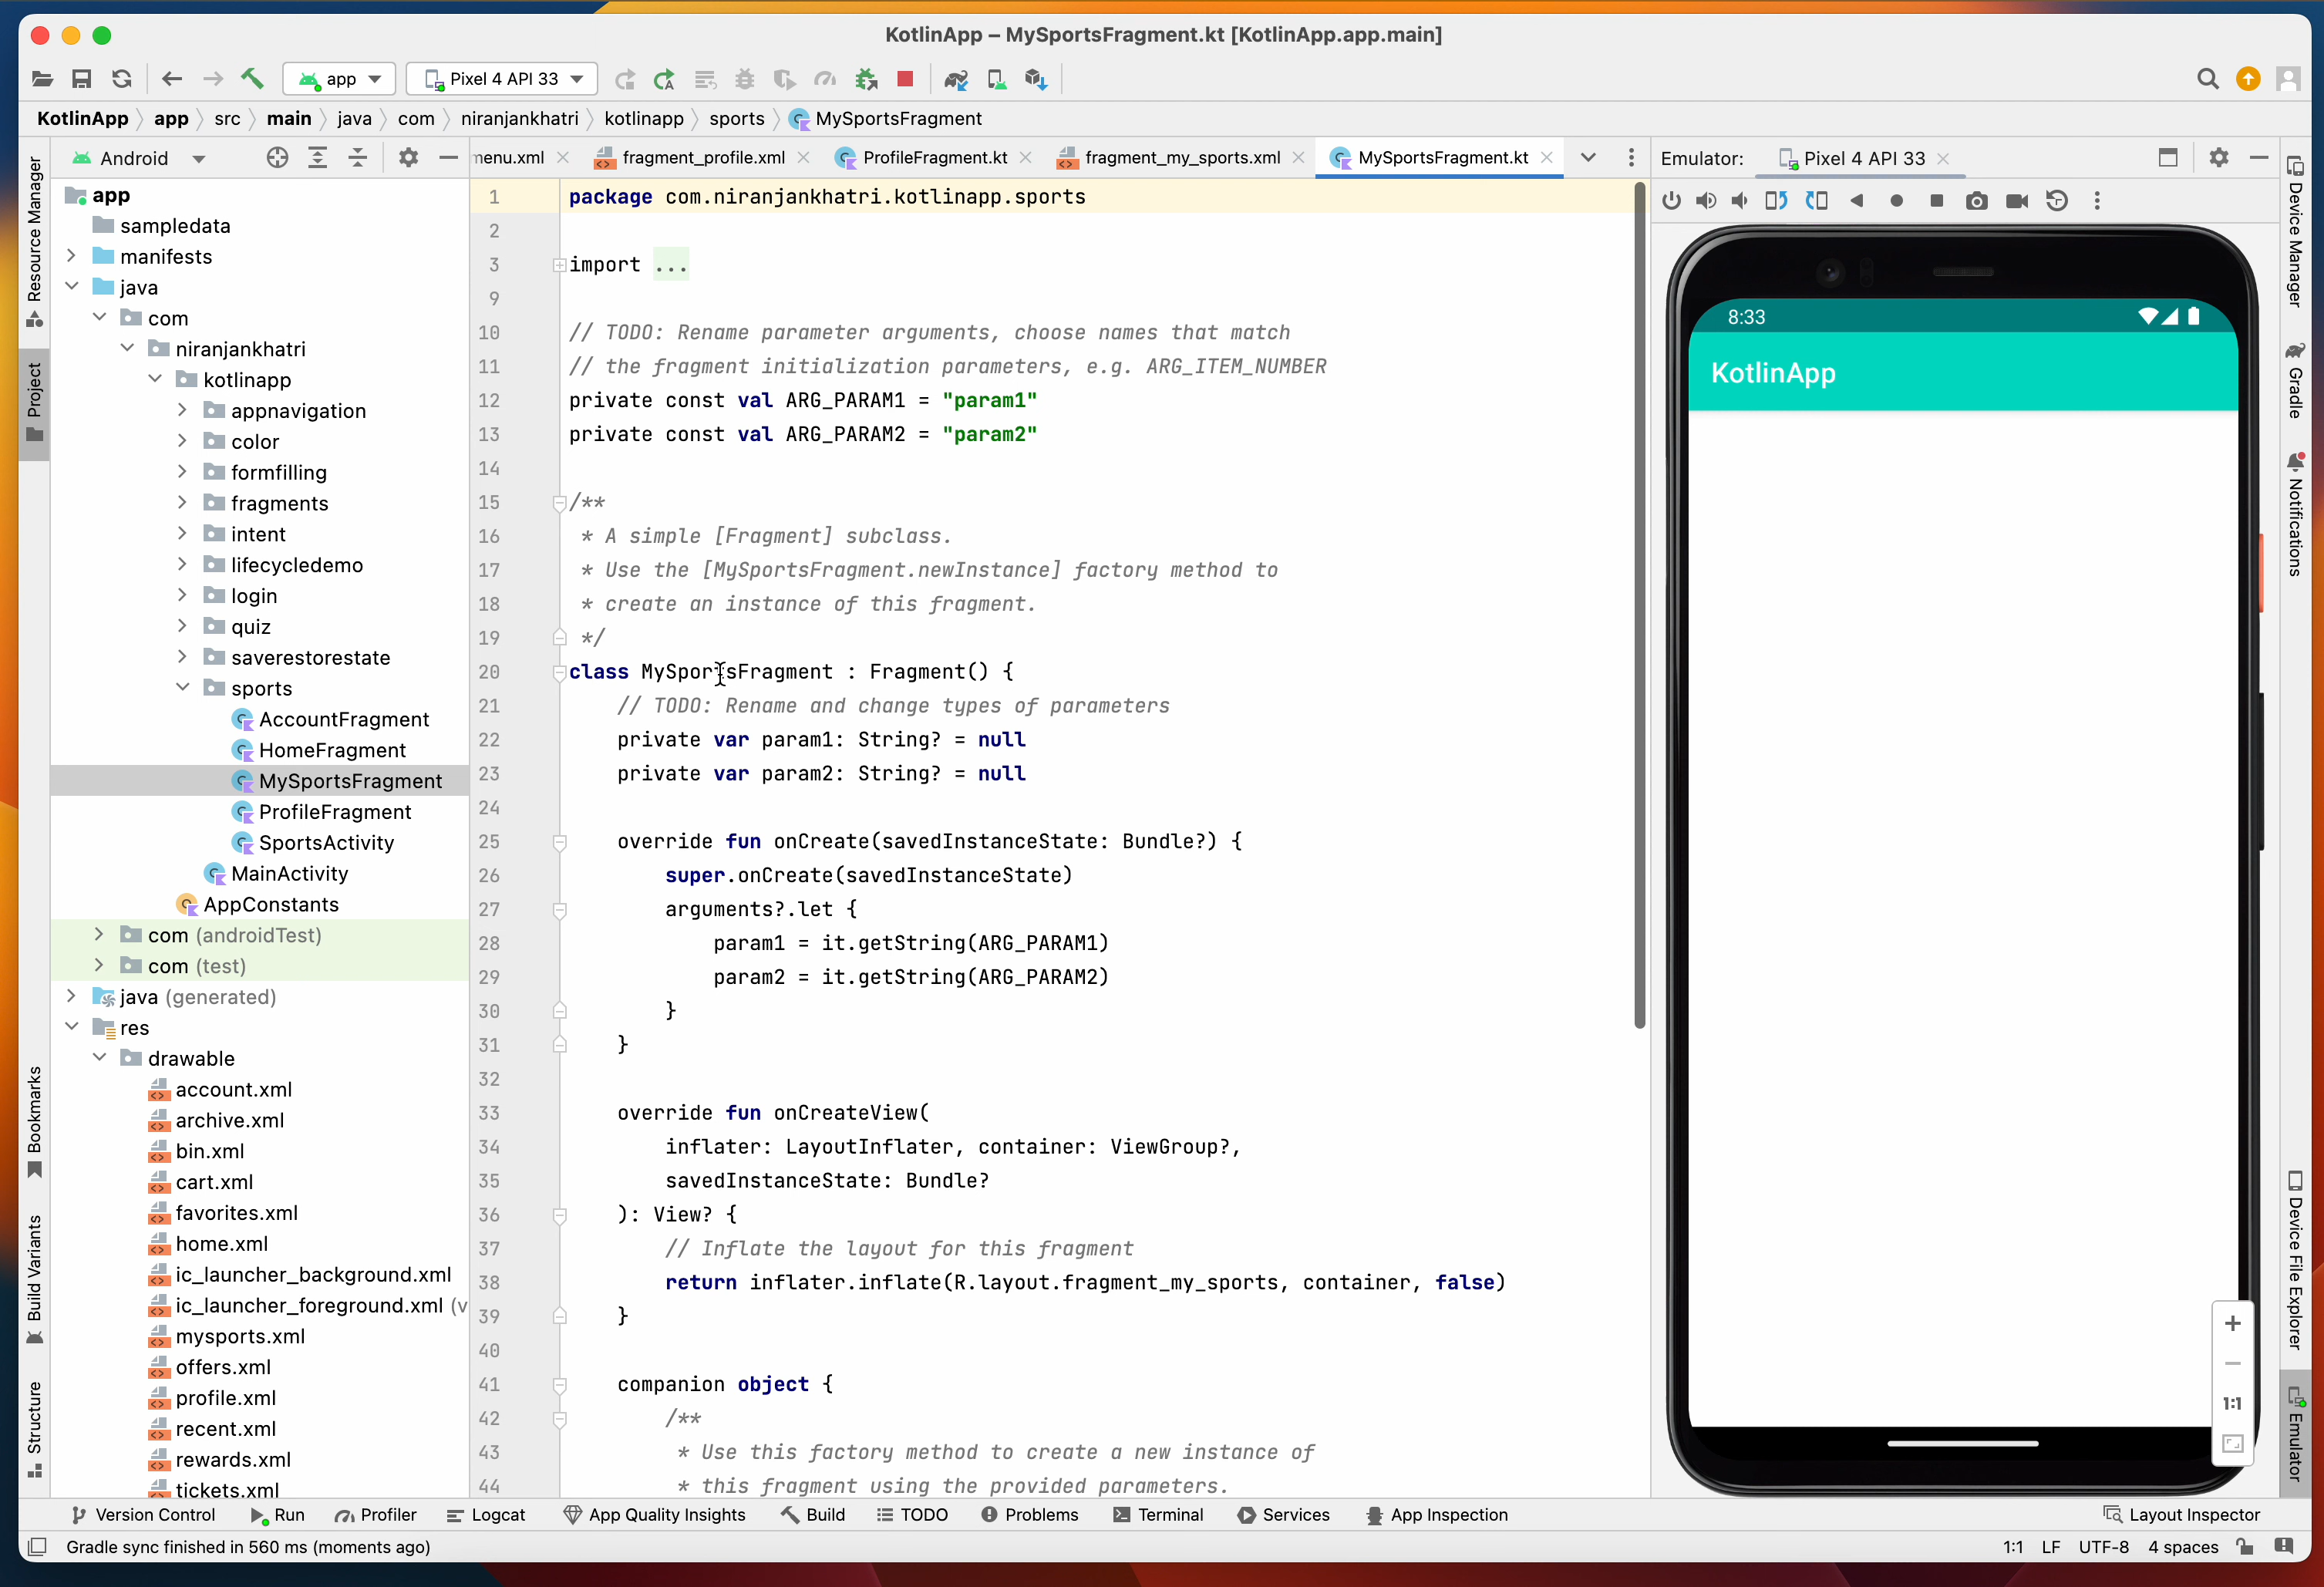 KotlinApp – MySportsFragment.kt [KotlinApp.app.main]
app
Pixel 4 API 33
KotlinApp
app
src
main
java
com
niranjankhatri
kotlinapp
sports
MySportsFragment
Android
enu.xml
fragment_profile.xml
ProfileFragment.kt
fragment_my_sports.xml
MySportsFragment.kt
Emulator:
Pixel 4 API 33
Resource Manager
Project
Bookmarks
Build Variants
Structure
app
sampledata
manifests
java
com
niranjankhatri
kotlinapp
appnavigation
color
formfilling
fragments
intent
lifecycledemo
login
quiz
saverestorestate
sports
AccountFragment
HomeFragment
MySportsFragment
ProfileFragment
SportsActivity
MainActivity
AppConstants
com (androidTest)
com (test)
java (generated)
res
drawable
account.xml
archive.xml
bin.xml
cart.xml
favorites.xml
home.xml
ic_launcher_background.xml
ic_launcher_foreground.xml (v
mysports.xml
offers.xml
profile.xml
recent.xml
rewards.xml
tickets.xml
1 package com.niranjankhatri.kotlinapp.sports
2
3 import ...
9
10 // TODO: Rename parameter arguments, choose names that match
11 // the fragment initialization parameters, e.g. ARG_ITEM_NUMBER
12 private const val ARG_PARAM1 = "param1"
13 private const val ARG_PARAM2 = "param2"
14
15 /**
16 * A simple [Fragment] subclass.
17 * Use the [MySportsFragment.newInstance] factory method to
18 * create an instance of this fragment.
19 */
20 class MySportsFragment : Fragment() {
21 // TODO: Rename and change types of parameters
22 private var param1: String? = null
23 private var param2: String? = null
24
25 override fun onCreate(savedInstanceState: Bundle?) {
26 super.onCreate(savedInstanceState)
27 arguments?.let {
28 param1 = it.getString(ARG_PARAM1)
29 param2 = it.getString(ARG_PARAM2)
30 }
31 }
32
33 override fun onCreateView(
34 inflater: LayoutInflater, container: ViewGroup?,
35 savedInstanceState: Bundle?
36 ): View? {
37 // Inflate the layout for this fragment
38 return inflater.inflate(R.layout.fragment_my_sports, container, false)
39 }
40
41 companion object {
42 /**
43 * Use this factory method to create a new instance of
44 * this fragment using the provided parameters.
8:33
KotlinApp
1:1
Device Manager
Gradle
Notifications
Device File Explorer
Emulator
Version Control
Run
Profiler
Logcat
App Quality Insights
Build
TODO
Problems
Terminal
Services
App Inspection
Layout Inspector
Gradle sync finished in 560 ms (moments ago)
1:1
LF
UTF-8
4 spaces